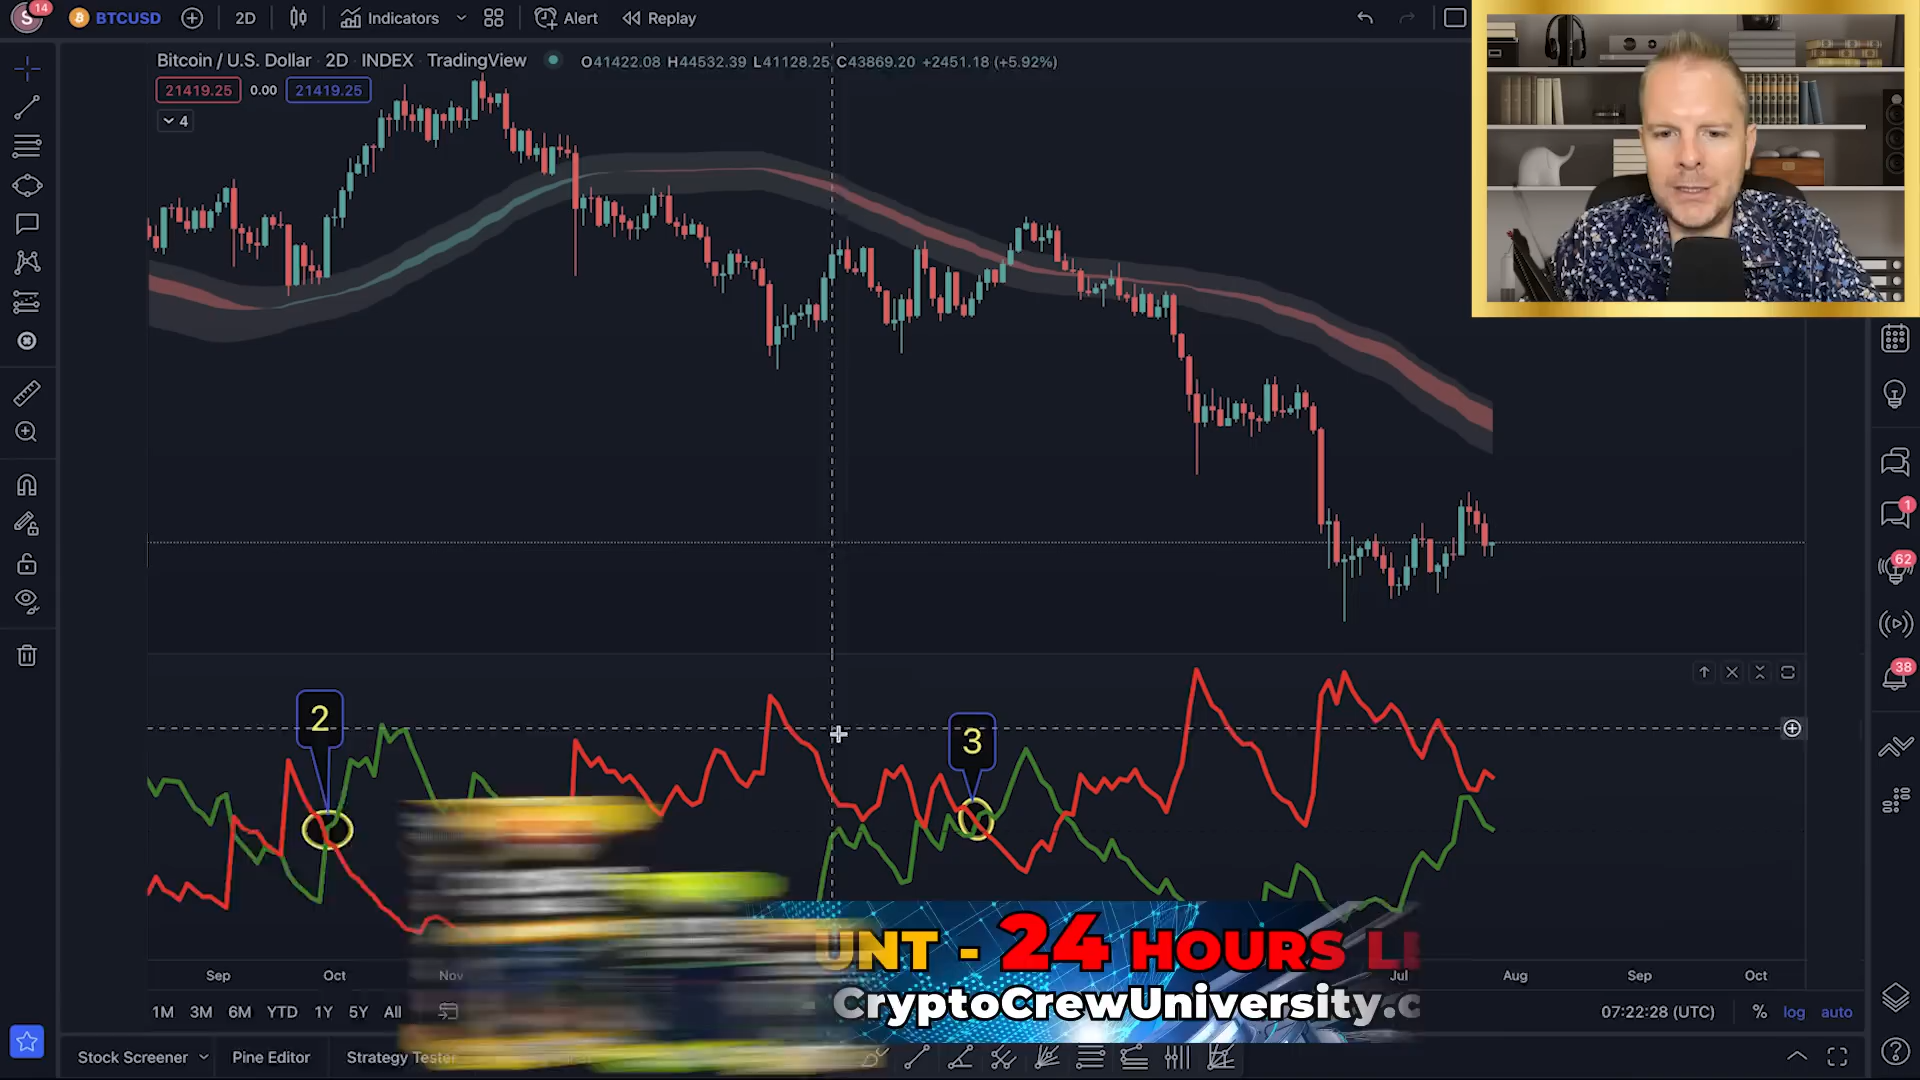 S 14 BTCUSD 2D Indicators Alert Replay
Bitcoin / U.S. Dollar 2D INDEX TradingView O41422.08 H44532.39 L41128.25 C43869.20 +2451.18 (+5.92%)
21419.25 0.00 21419.25
4
1
62
38
2
3
UNT - 24 HOURS
CryptoCrewUniversity.c
Sep Oct Nov Jul Aug Sep Oct
1M 3M 6M YTD 1Y 5Y All 07:22:28 (UTC) % log auto
Stock Screener Pine Editor Strategy Tester